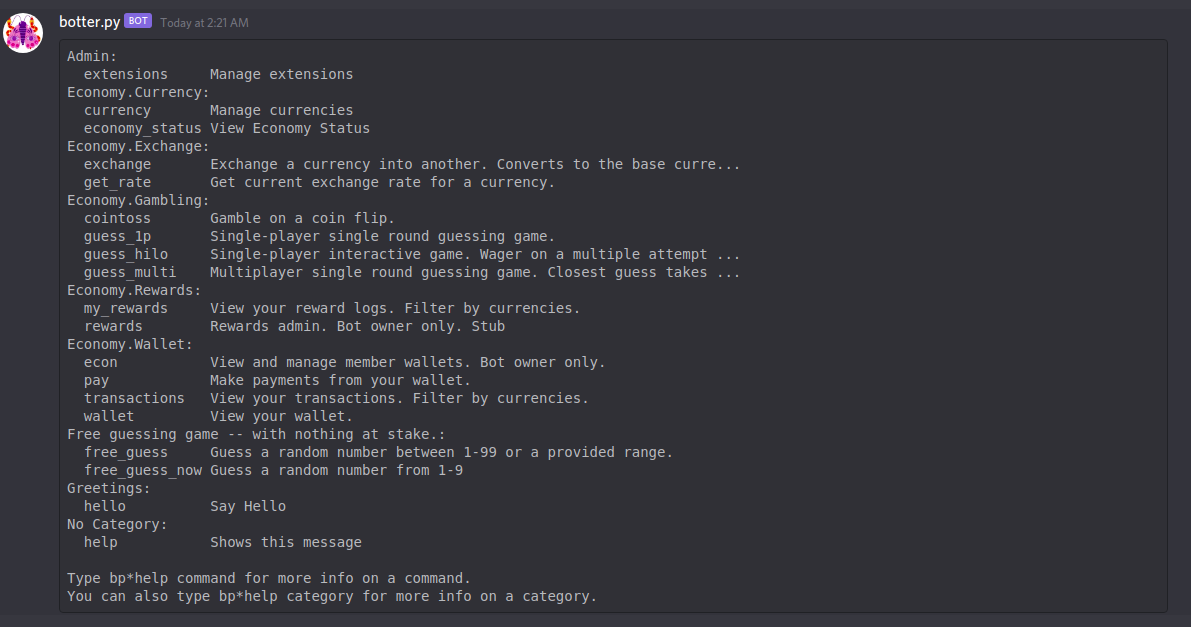 botter.py BOT Today at 2:21 AM
Admin:
  extensions     Manage extensions
Economy.Currency:
  currency       Manage currencies
  economy_status View Economy Status
Economy.Exchange:
  exchange       Exchange a currency into another. Converts to the base curre...
  get_rate       Get current exchange rate for a currency.
Economy.Gambling:
  cointoss       Gamble on a coin flip.
  guess_1p       Single-player single round guessing game.
  guess_hilo     Single-player interactive game. Wager on a multiple attempt ...
  guess_multi    Multiplayer single round guessing game. Closest guess takes ...
Economy.Rewards:
  my_rewards     View your reward logs. Filter by currencies.
  rewards        Rewards admin. Bot owner only. Stub
Economy.Wallet:
  econ           View and manage member wallets. Bot owner only.
  pay            Make payments from your wallet.
  transactions   View your transactions. Filter by currencies.
  wallet         View your wallet.
Free guessing game -- with nothing at stake.:
  free_guess     Guess a random number between 1-99 or a provided range.
  free_guess_now Guess a random number from 1-9
Greetings:
  hello          Say Hello
No Category:
  help           Shows this message

Type bp*help command for more info on a command.
You can also type bp*help category for more info on a category.